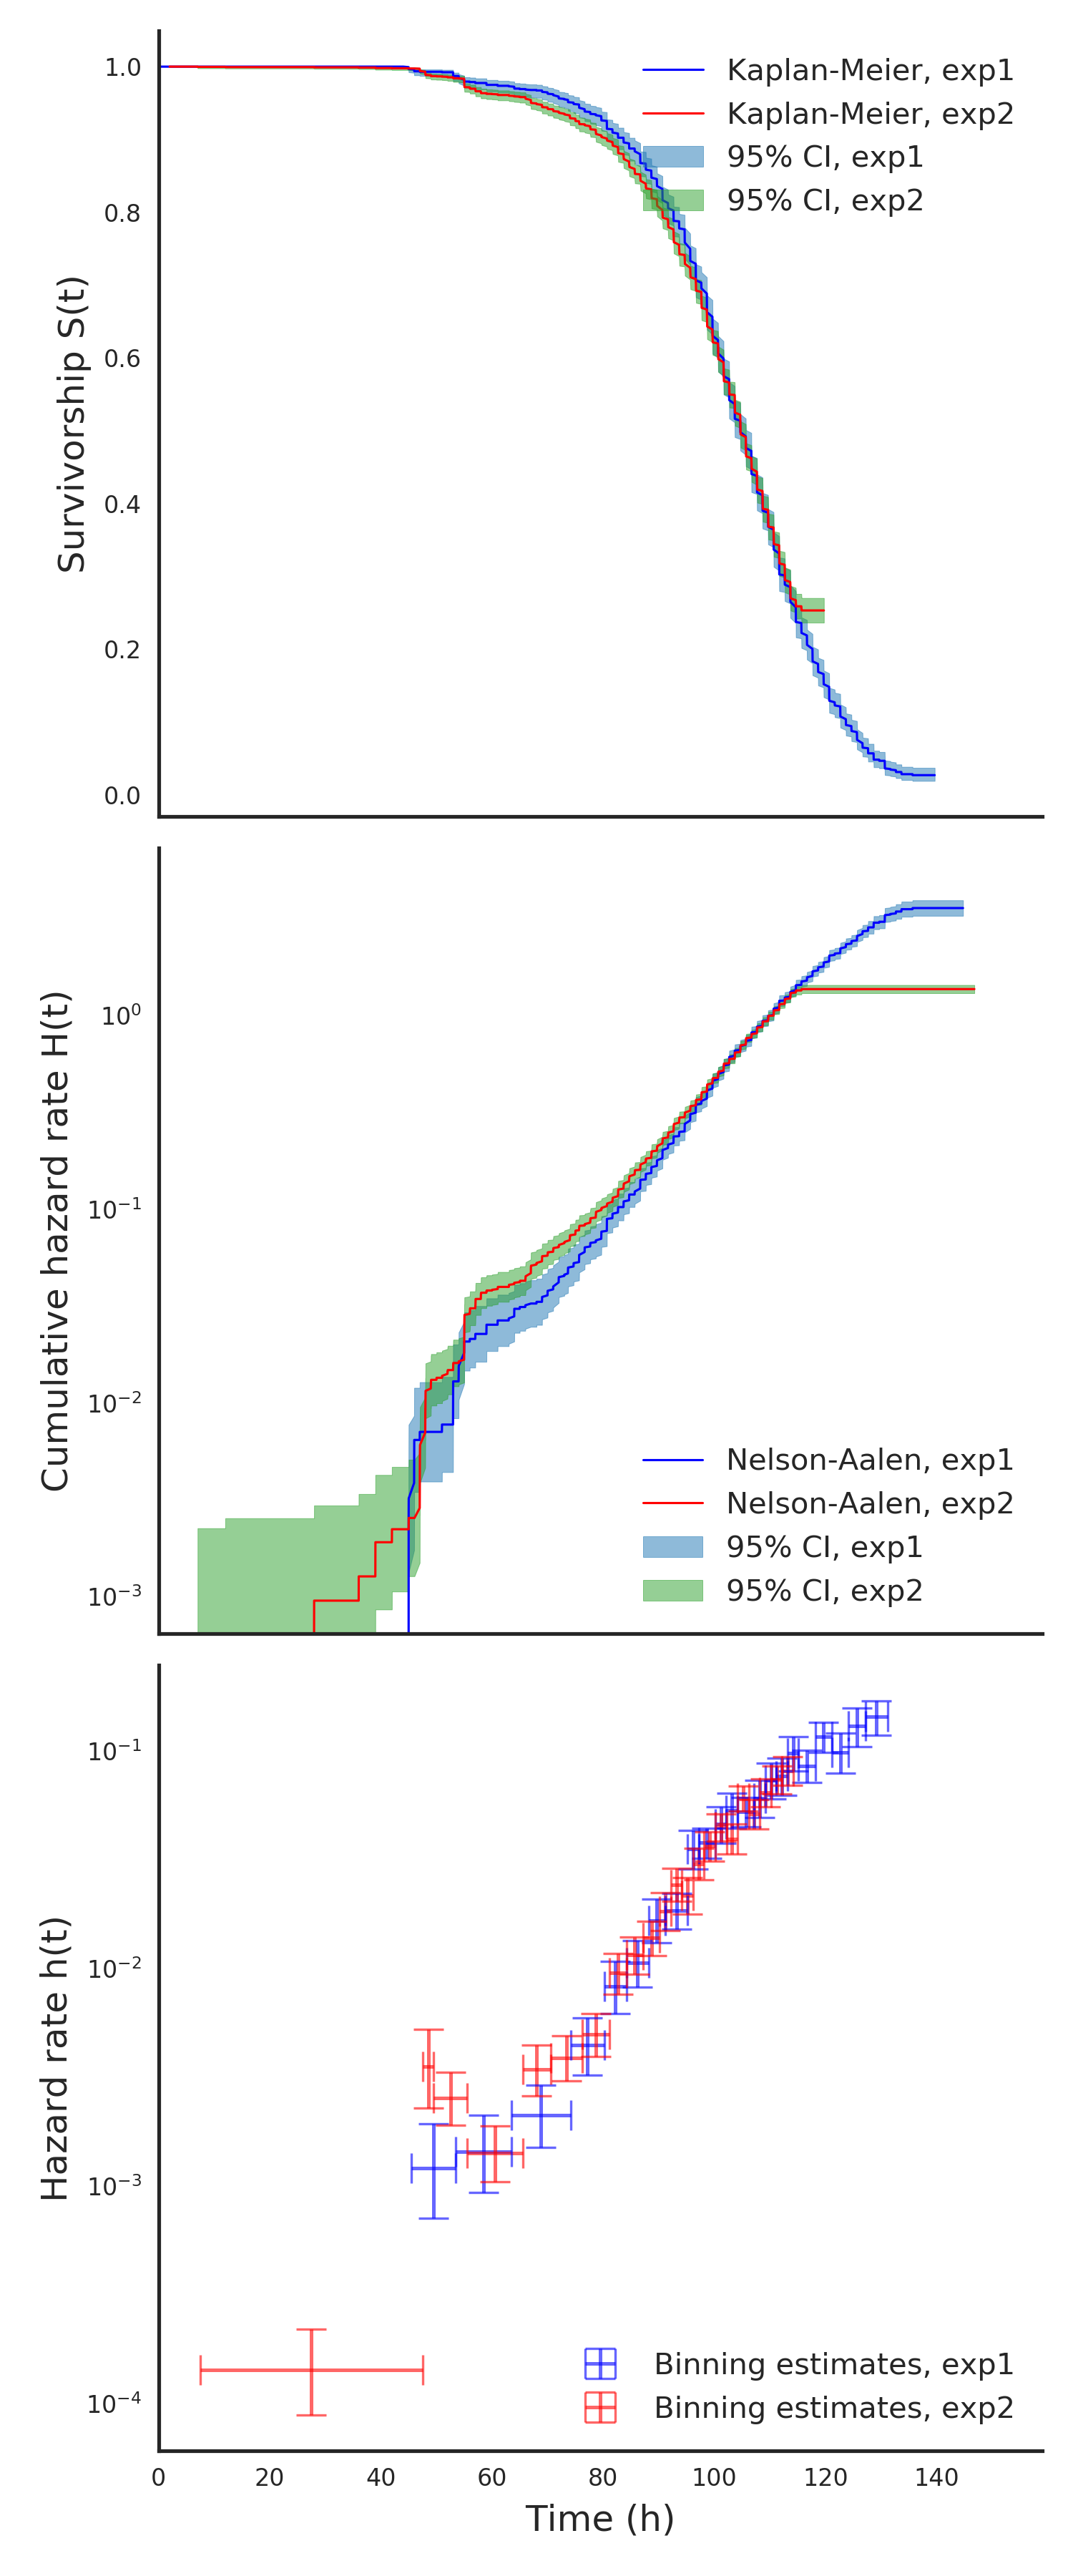 Survivorship S(t)
1.0
0.8
0.6
0.4
0.2
0.0
Kaplan-Meier, exp1
Kaplan-Meier, exp2
95% CI, exp1
95% CI, exp2
Cumulative hazard rate H(t)
10⁰
10⁻¹
10⁻²
10⁻³
Nelson-Aalen, exp1
Nelson-Aalen, exp2
95% CI, exp1
95% CI, exp2
Hazard rate h(t)
10⁻¹
10⁻²
10⁻³
10⁻⁴
Binning estimates, exp1
Binning estimates, exp2
0 20 40 60 80 100 120 140
Time (h)